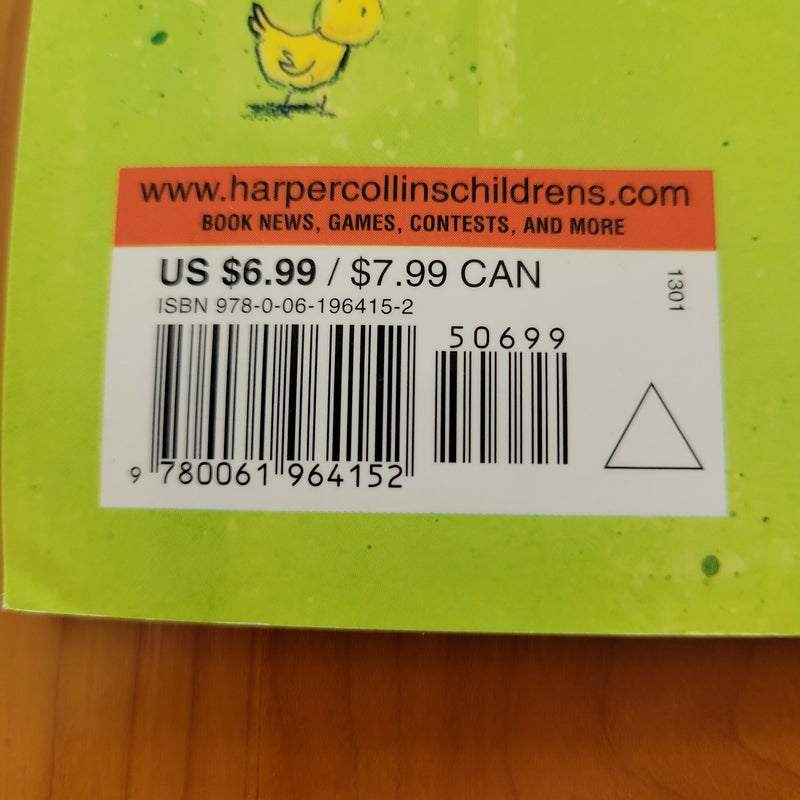 www.harpercollinschildrens.com
BOOK NEWS, GAMES, CONTESTS, AND MORE
US $6.99 / $7.99 CAN
ISBN 978-0-06-196415-2
1301
50699
9 780061 964152